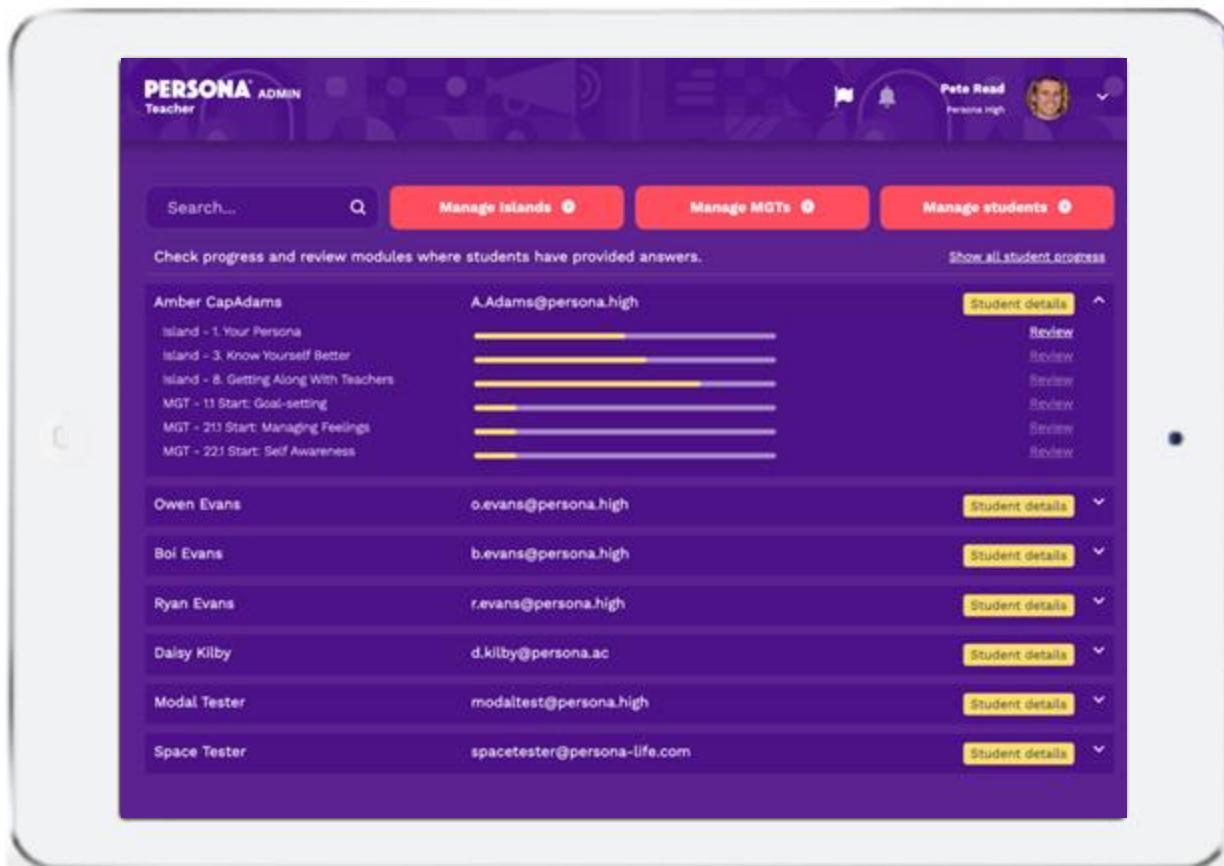 PERSONA ADMIN
Teacher
Pete Read
Persona High
Search...
Manage Islands
Manage MGTs
Manage students
Check progress and review modules where students have provided answers.
Show all student progress
Amber CapAdams A.Adams@persona.high Student details
Island - 1. Your Persona Review
Island - 3. Know Yourself Better Review
Island - 8. Getting Along With Teachers Review
MGT - 1.1 Start: Goal-setting Review
MGT - 21.1 Start: Managing Feelings Review
MGT - 22.1 Start: Self Awareness Review
Owen Evans o.evans@persona.high Student details
Boi Evans b.evans@persona.high Student details
Ryan Evans r.evans@persona.high Student details
Daisy Kilby d.kilby@persona.ac Student details
Modal Tester modaltest@persona.high Student details
Space Tester spacetester@persona-life.com Student details